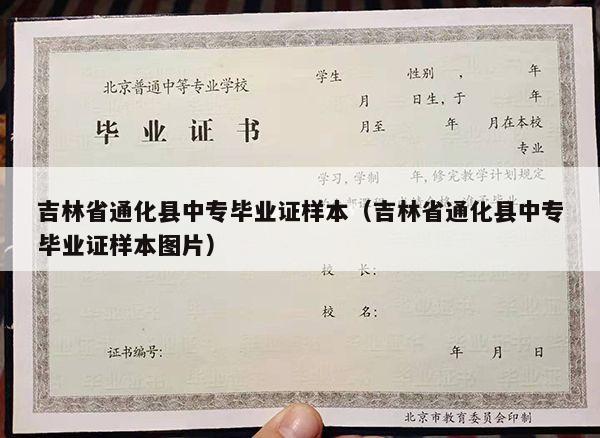 北京普通中等专业学校
毕业证书
学生 性别 , 年
月 日生,于 年
月至 年 月在本校
专业
学习,学制 年,修完教学计划规定
吉林省通化县中专毕业证样本（吉林省通化县中专
毕业证样本图片）
校 长:
校 名:
证书编号:
年 月 日
北京市教育委员会印制